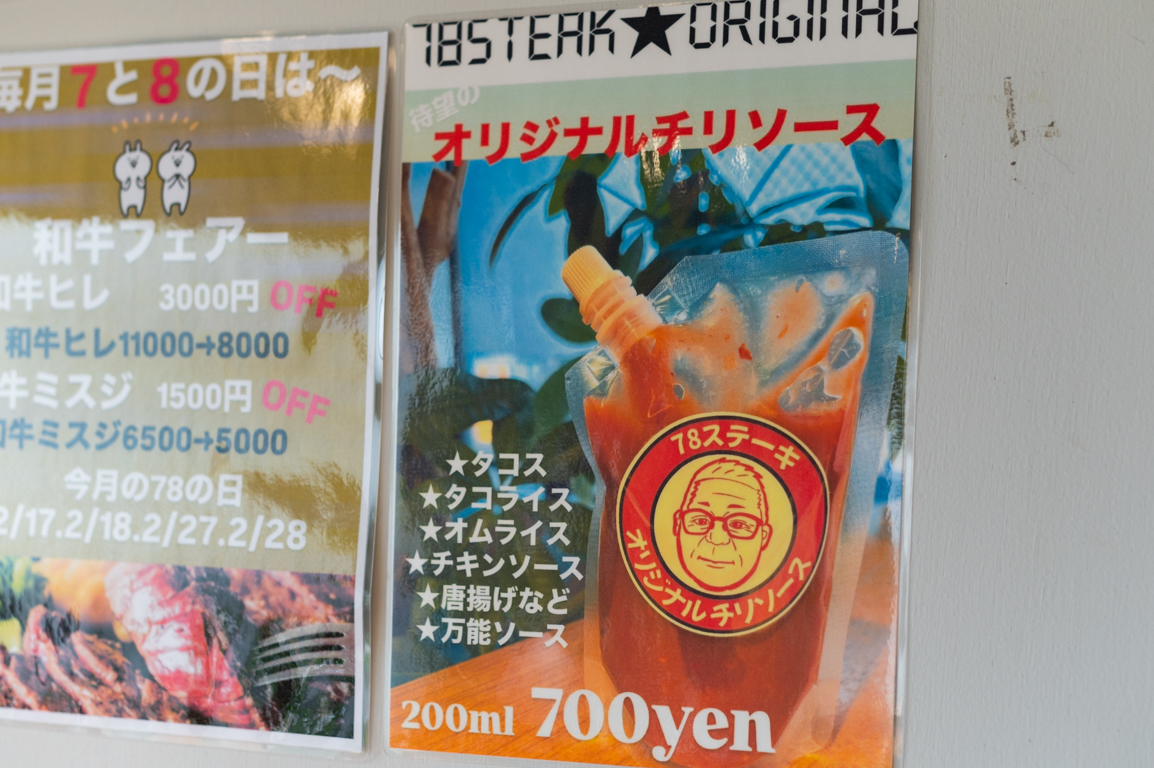 毎月7と8の日は〜
和牛フェアー
和牛ヒレ 3000円 OFF
和牛ヒレ11000→8000
牛ミスジ 1500円 OFF
和牛ミスジ6500→5000
今月の78の日
2/17.2/18.2/27.2/28
78STEAK★ORIGINAL
待望の
オリジナルチリソース
78ステーキ
オリジナルチリソース
★タコス
★タコライス
★オムライス
★チキンソース
★唐揚げなど
★万能ソース
200ml 700yen